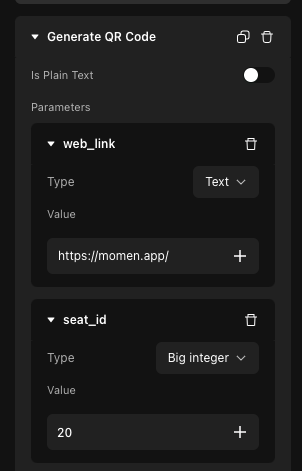 Generate QR Code
Is Plain Text
Parameters
web_link
Type Text
Value
https://momen.app/
seat_id
Type Big integer
Value
20